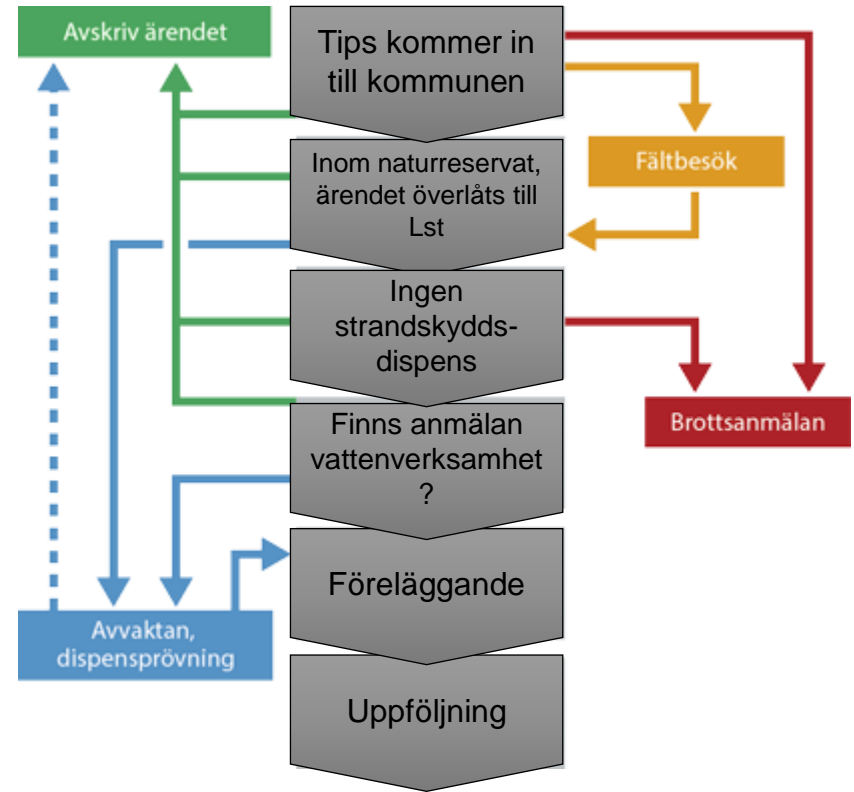 Avskriv ärendet
Tips kommer in
till kommunen
Inom naturreservat,
ärendet överlåts till
Lst
Fältbesök
Ingen
strandskydds-
dispens
Brottsanmälan
Finns anmälan
vattenverksamhet
?
Föreläggande
Avvaktan,
dispensprövning
Uppföljning